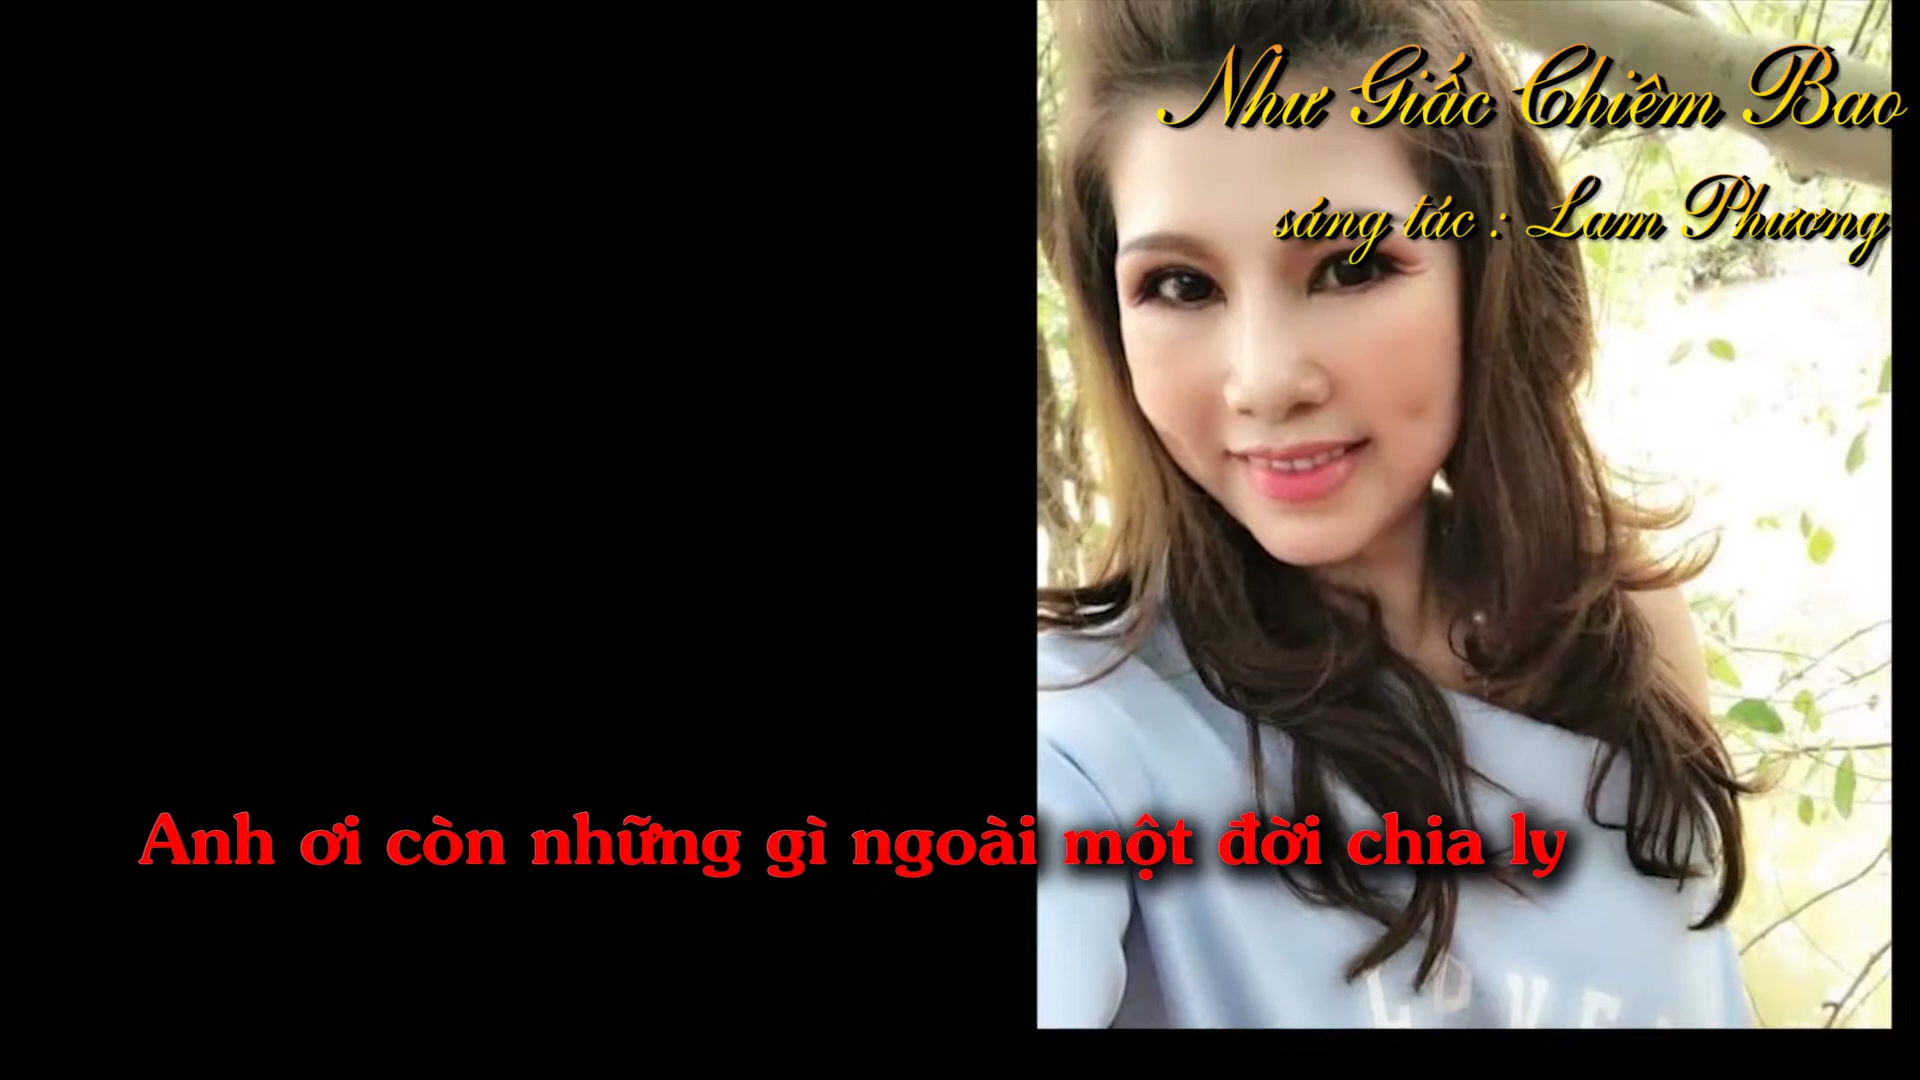 Như Giấc Chiêm Bao
sáng tác : Lam Phương
Anh ơi còn những gì ngoài một đời chia ly